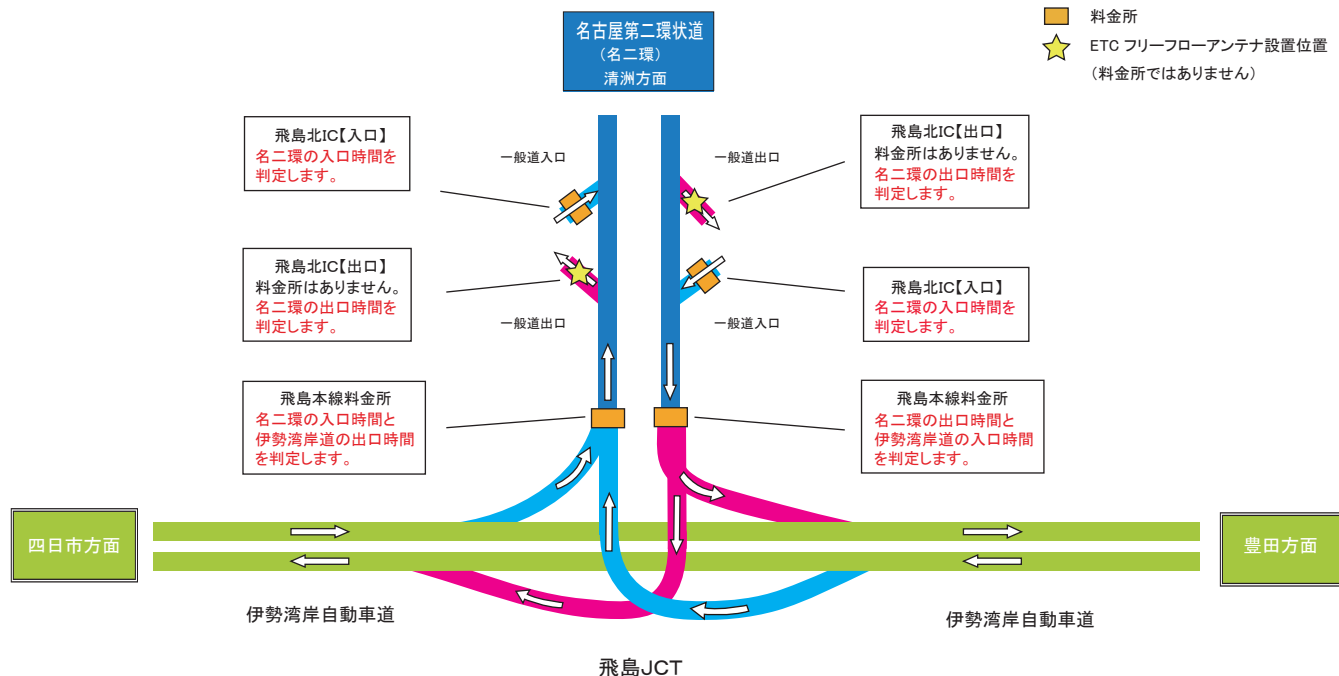 名古屋第二環状道
（名二環）
清洲方面
料金所
ETC フリーフローアンテナ設置位置
（料金所ではありません）
飛島北IC【入口】
名二環の入口時間を
判定します。
一般道入口
一般道出口
飛島北IC【出口】
料金所はありません。
名二環の出口時間を
判定します。
飛島北IC【出口】
料金所はありません。
名二環の出口時間を
判定します。
一般道出口
一般道入口
飛島北IC【入口】
名二環の入口時間を
判定します。
飛島本線料金所
名二環の入口時間と
伊勢湾岸道の出口時間
を判定します。
飛島本線料金所
名二環の出口時間と
伊勢湾岸道の入口時間
を判定します。
四日市方面
豊田方面
伊勢湾岸自動車道
伊勢湾岸自動車道
飛島JCT